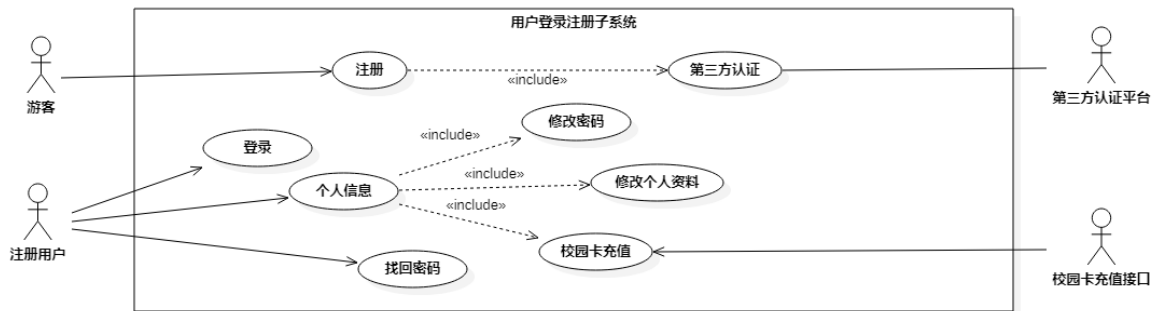 用户登录注册子系统
游客
注册
«include»
第三方认证
第三方认证平台
修改密码
«include»
登录
个人信息
«include»
修改个人资料
«include»
注册用户
找回密码
校园卡充值
校园卡充值接口